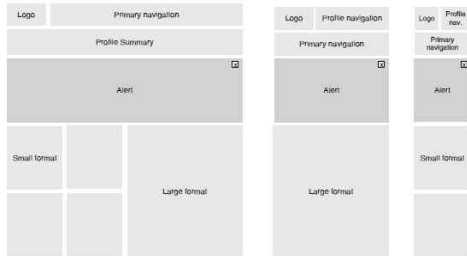 Logo
Primary navigation
Profile Summary
x
Alert
Small format
Large format
Logo
Profile navigation
Primary navigation
x
Alert
Large format
Logo
Profile
nav.
Primary
navigation
x
Alert
Small format